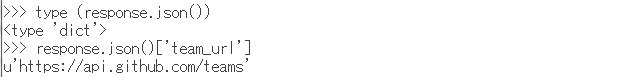 >>> type (response.json())
<type 'dict'>
>>> response.json()['team_url']
u'https://api.github.com/teams'